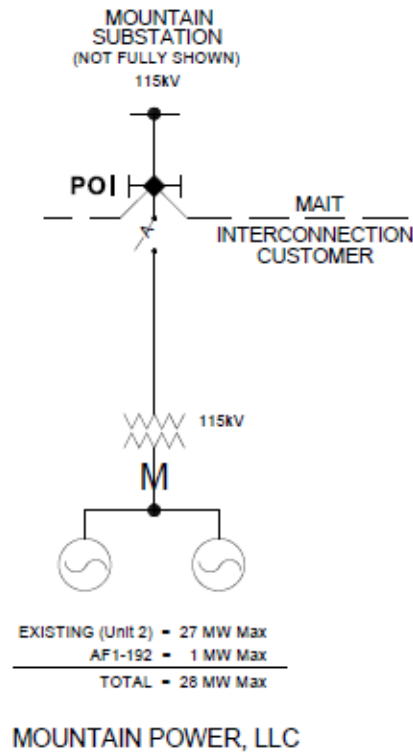 MOUNTAIN
SUBSTATION
(NOT FULLY SHOWN)
115kV
POI
MAIT
INTERCONNECTION
CUSTOMER
A
115kV
M
EXISTING (Unit 2) = 27 MW Max
AF1-192 = 1 MW Max
TOTAL = 28 MW Max
MOUNTAIN POWER, LLC